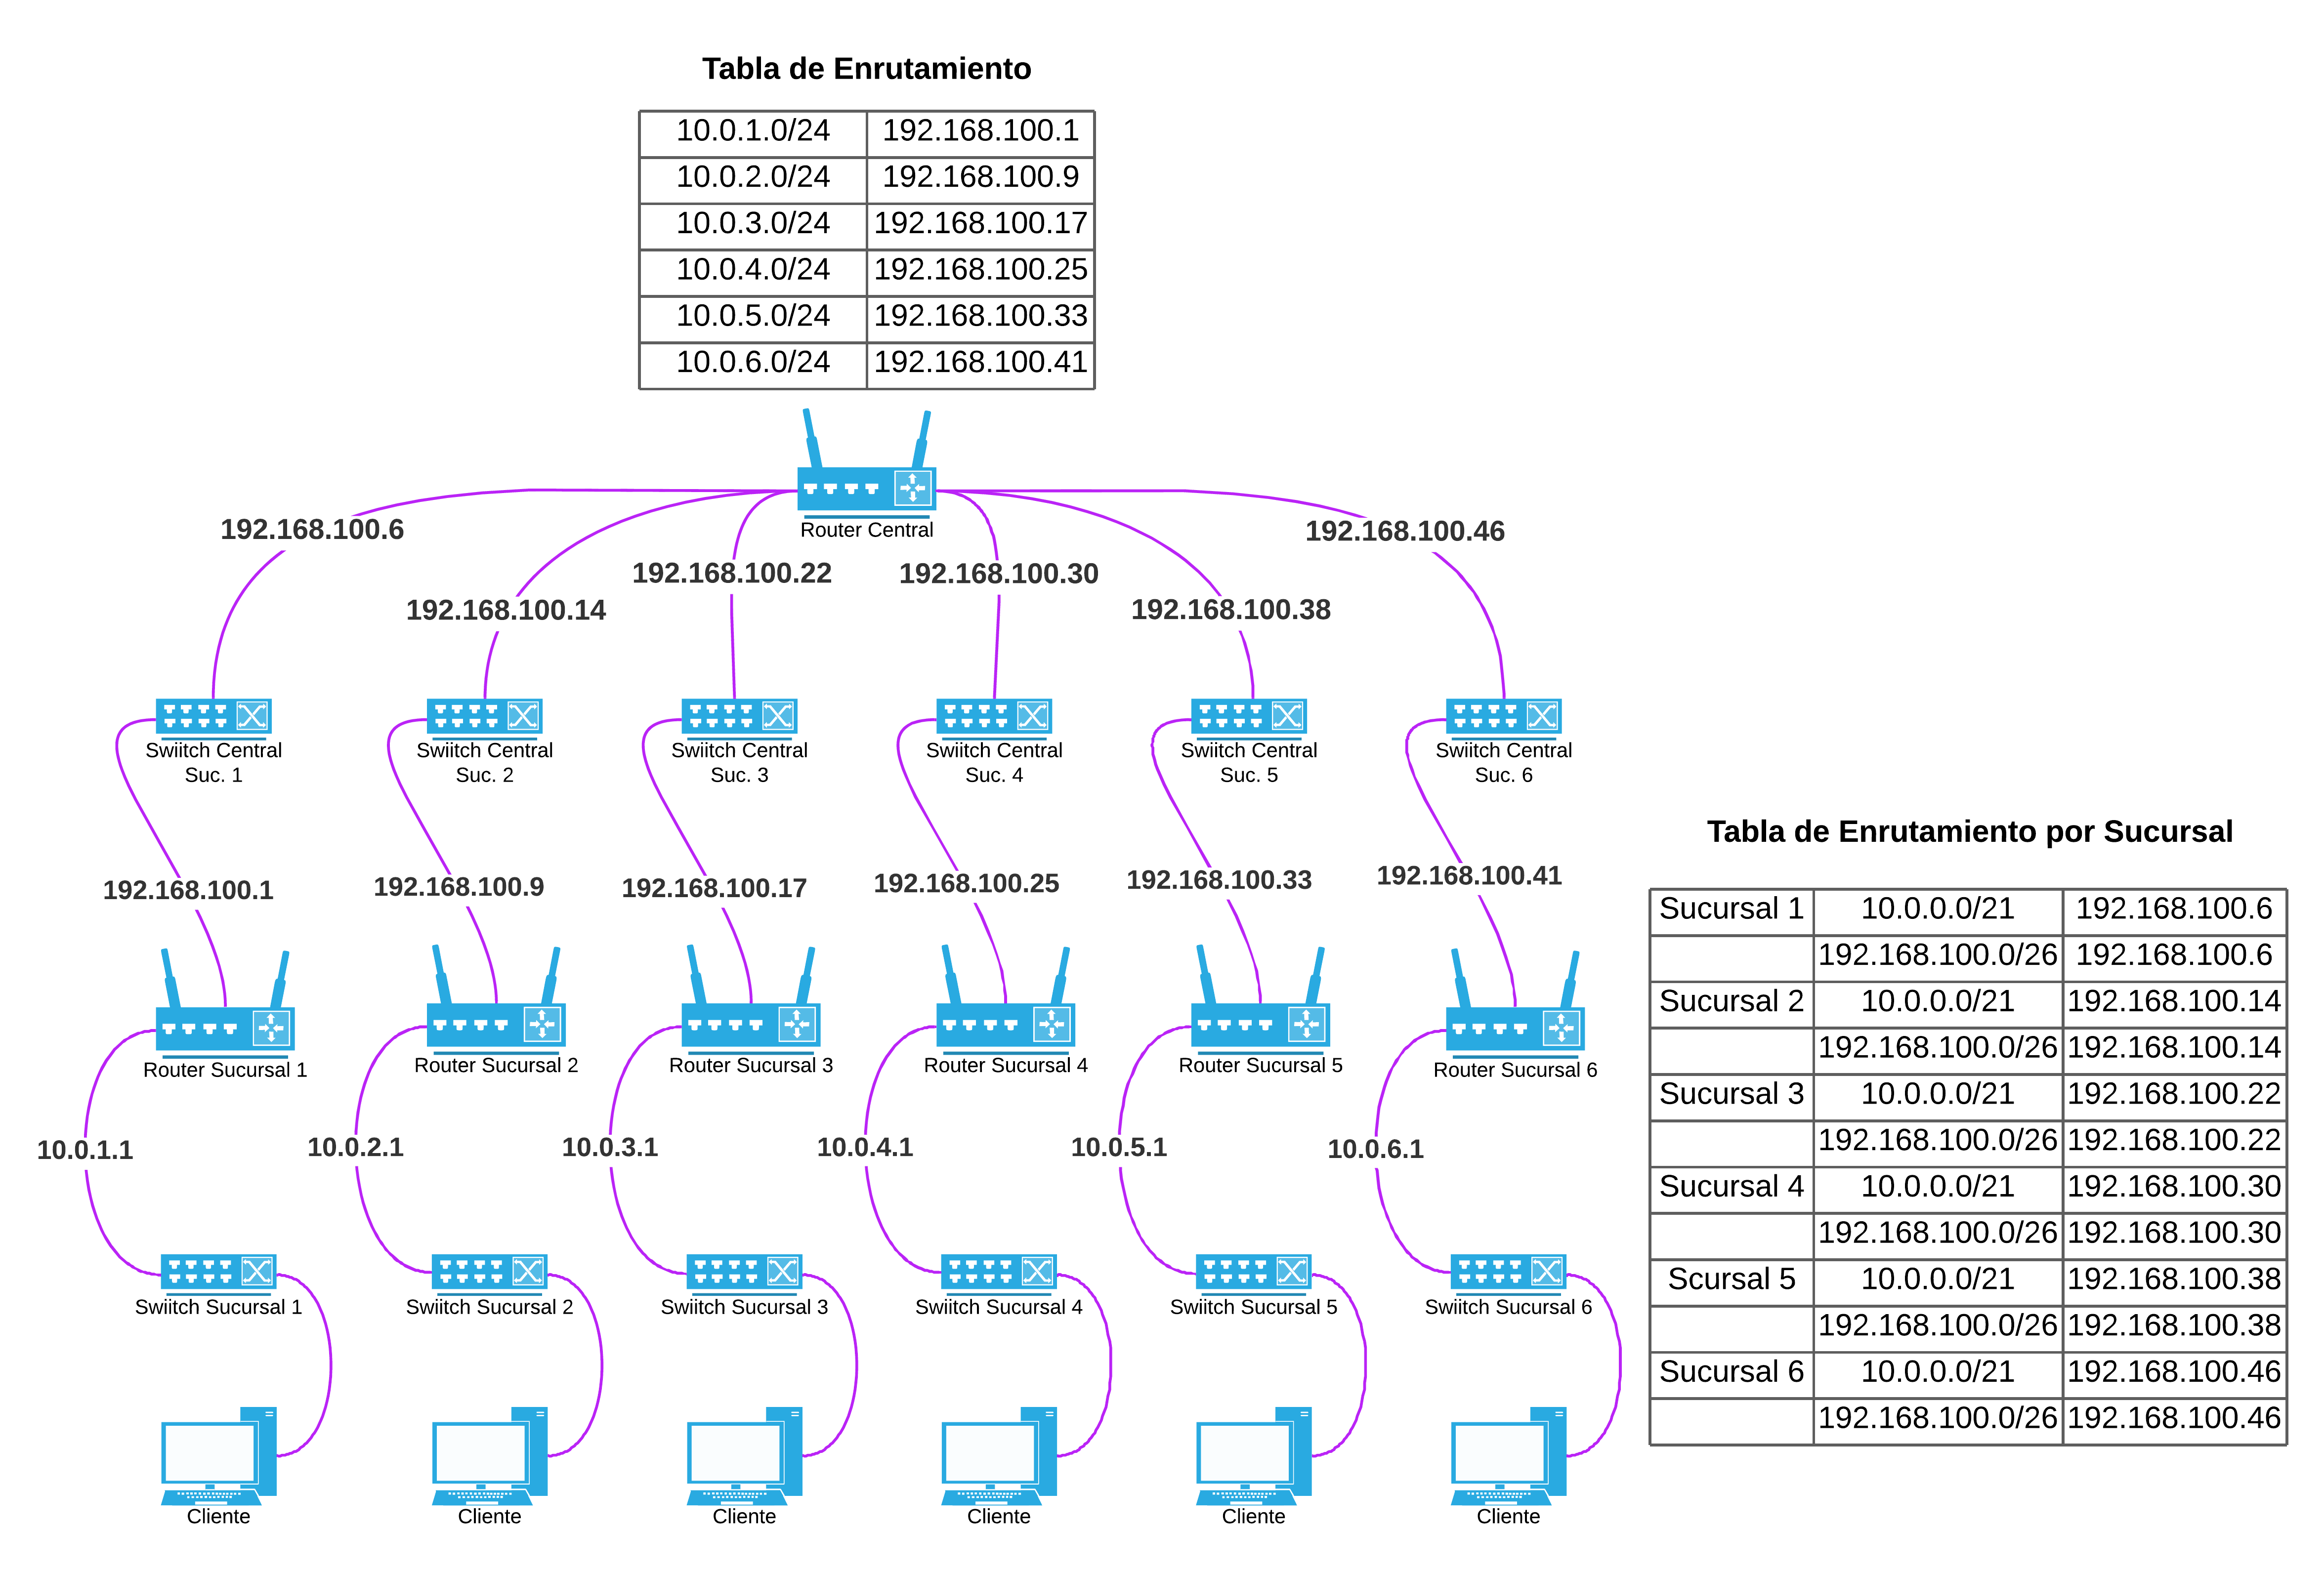 Tabla de Enrutamiento
10.0.1.0/24 192.168.100.1
10.0.2.0/24 192.168.100.9
10.0.3.0/24 192.168.100.17
10.0.4.0/24 192.168.100.25
10.0.5.0/24 192.168.100.33
10.0.6.0/24 192.168.100.41
Router Central
192.168.100.6
192.168.100.14
192.168.100.22
192.168.100.30
192.168.100.38
192.168.100.46
Swiitch Central
Suc. 1
Swiitch Central
Suc. 2
Swiitch Central
Suc. 3
Swiitch Central
Suc. 4
Swiitch Central
Suc. 5
Swiitch Central
Suc. 6
192.168.100.1
192.168.100.9
192.168.100.17
192.168.100.25
192.168.100.33
192.168.100.41
Router Sucursal 1
Router Sucursal 2
Router Sucursal 3
Router Sucursal 4
Router Sucursal 5
Router Sucursal 6
10.0.1.1
10.0.2.1
10.0.3.1
10.0.4.1
10.0.5.1
10.0.6.1
Swiitch Sucursal 1
Swiitch Sucursal 2
Swiitch Sucursal 3
Swiitch Sucursal 4
Swiitch Sucursal 5
Swiitch Sucursal 6
Cliente
Cliente
Cliente
Cliente
Cliente
Cliente
Tabla de Enrutamiento por Sucursal
Sucursal 1 10.0.0.0/21 192.168.100.6
192.168.100.0/26 192.168.100.6
Sucursal 2 10.0.0.0/21 192.168.100.14
192.168.100.0/26 192.168.100.14
Sucursal 3 10.0.0.0/21 192.168.100.22
192.168.100.0/26 192.168.100.22
Sucursal 4 10.0.0.0/21 192.168.100.30
192.168.100.0/26 192.168.100.30
Scursal 5 10.0.0.0/21 192.168.100.38
192.168.100.0/26 192.168.100.38
Sucursal 6 10.0.0.0/21 192.168.100.46
192.168.100.0/26 192.168.100.46